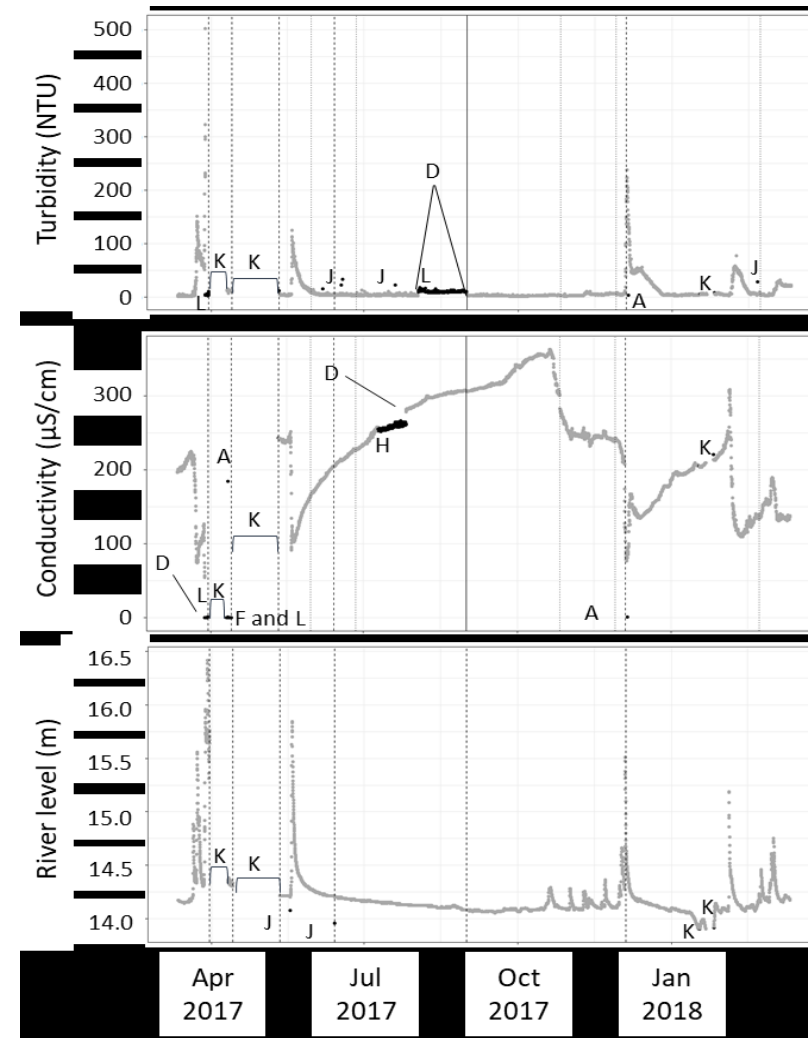 Turbidity (NTU)
500
400
300
200
100
0
D
K
K
J
J
L
K
J
L
A
Conductivity (µS/cm)
300
200
100
0
D
A
H
K
K
D
L
K
F and L
A
River level (m)
16.5
16.0
15.5
15.0
14.5
14.0
K
K
J
J
K
K
Apr
2017
Jul
2017
Oct
2017
Jan
2018